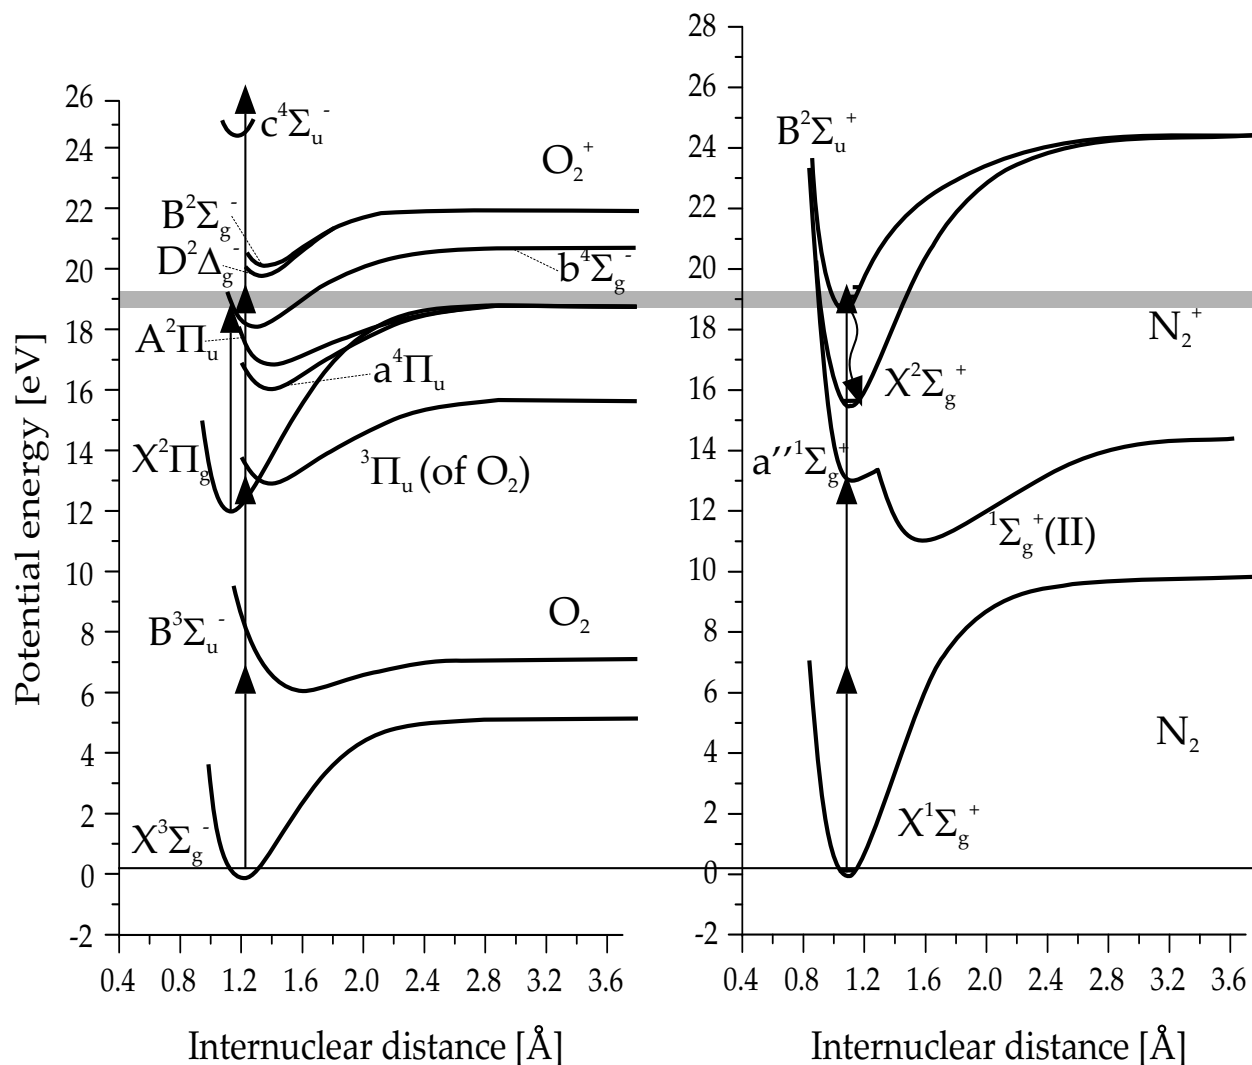 Potential energy [eV]
26
24
22
20
18
16
14
12
10
8
6
4
2
0
-2
0.4 0.8 1.2 1.6 2.0 2.4 2.8 3.2 3.6
Internuclear distance [Å]
c⁴Σᵤ⁻
O₂⁺
B²Σg⁻
D²Δg⁻
b⁴Σg⁻
A²Πᵤ
a⁴Πᵤ
X²Πg
³Πᵤ (of O₂)
B³Σᵤ⁻
O₂
X³Σg⁻
28
26
24
22
20
18
16
14
12
10
8
6
4
2
0
-2
0.4 0.8 1.2 1.6 2.0 2.4 2.8 3.2 3.6
Internuclear distance [Å]
B²Σᵤ⁺
N₂⁺
X²Σg⁺
a″¹Σg⁺
¹Σg⁺(II)
N₂
X¹Σg⁺